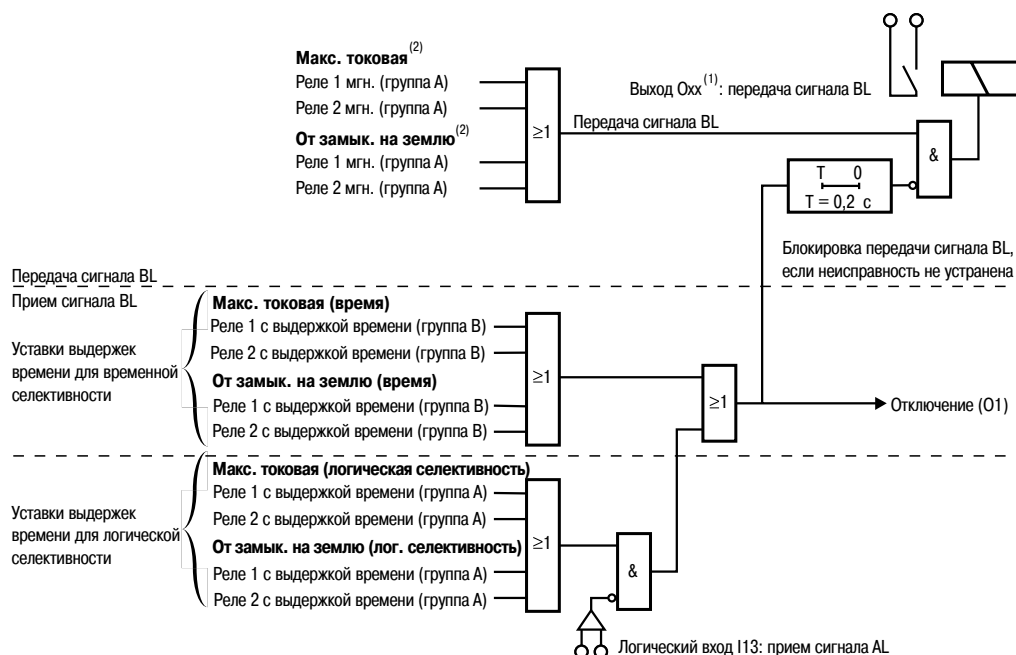 Макс. токовая(2)
Реле 1 мгн. (группа A)
Реле 2 мгн. (группа A)
От замык. на землю(2)
Реле 1 мгн. (группа A)
Реле 2 мгн. (группа A)
≥1
Выход Oxx(1): передача сигнала BL
Передача сигнала BL
&
T 0
T = 0,2 с
Блокировка передачи сигнала BL,
если неисправность не устранена
Передача сигнала BL
Прием сигнала BL
Уставки выдержек
времени для временной
селективности
Макс. токовая (время)
Реле 1 с выдержкой времени (группа B)
Реле 2 с выдержкой времени (группа B)
От замык. на землю (время)
Реле 1 с выдержкой времени (группа B)
Реле 2 с выдержкой времени (группа B)
≥1
≥1
Отключение (O1)
Уставки выдержек
времени для логической
селективности
Макс. токовая (логическая селективность)
Реле 1 с выдержкой времени (группа A)
Реле 2 с выдержкой времени (группа A)
От замык. на землю (лог. селективность)
Реле 1 с выдержкой времени (группа A)
Реле 2 с выдержкой времени (группа A)
≥1
&
Логический вход I13: прием сигнала AL